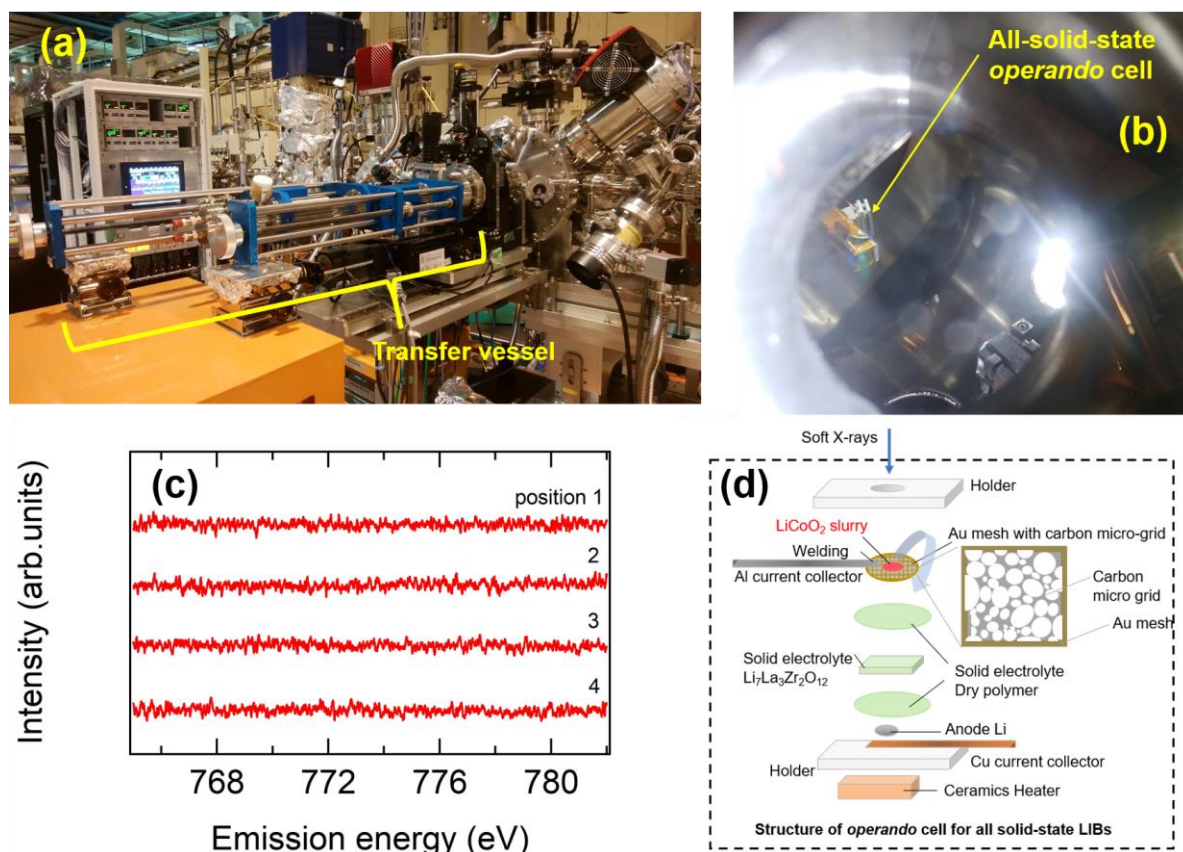 (a)
Transfer vessel
All-solid-state
operando cell
(b)
(c)
Intensity (arb.units)
position 1
2
3
4
768
772
776
780
Emission energy (eV)
Soft X-rays
(d)
Holder
LiCoO₂ slurry
Au mesh with carbon micro-grid
Welding
Al current collector
Carbon
micro grid
Au mesh
Solid electrolyte
Li₇La₃Zr₂O₁₂
Solid electrolyte
Dry polymer
Anode Li
Cu current collector
Holder
Ceramics Heater
Structure of operando cell for all solid-state LIBs